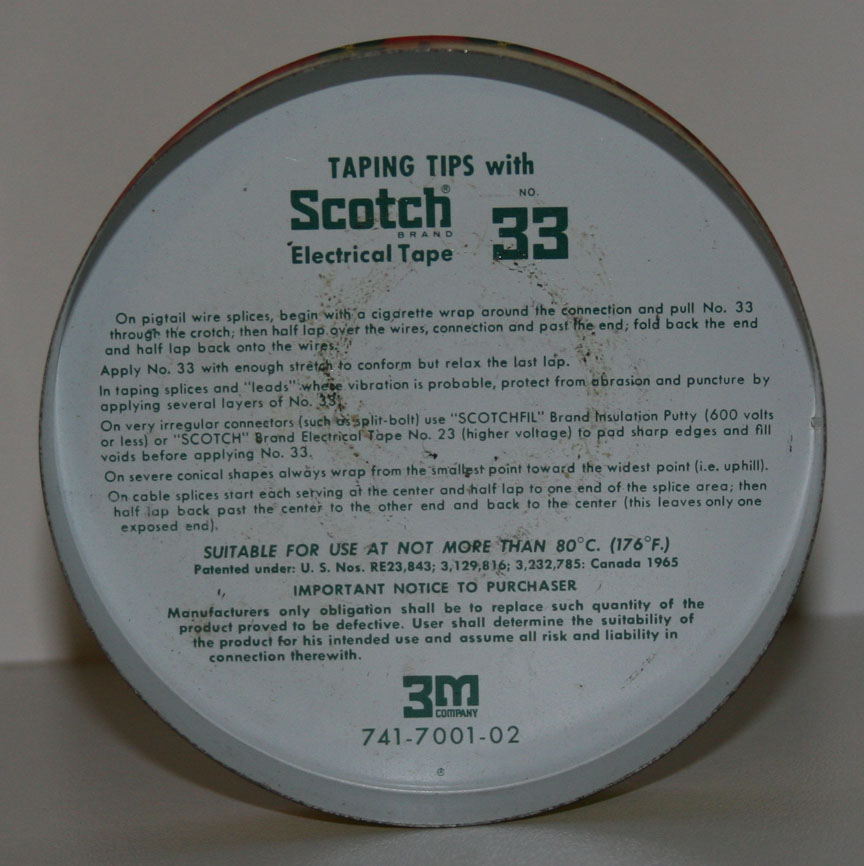 TAPING TIPS with
Scotch® NO. 33
BRAND
Electrical Tape
On pigtail wire splices, begin with a cigarette wrap around the connection and pull No. 33
through the crotch; then half lap over the wires, connection and past the end; fold back the end
and half lap back onto the wires.
Apply No. 33 with enough stretch to conform but relax the last lap.
In taping splices and "leads" where vibration is probable, protect from abrasion and puncture by
applying several layers of No. 33.
On very irregular connectors (such as split-bolt) use "SCOTCHFIL" Brand Insulation Putty (600 volts
or less) or "SCOTCH" Brand Electrical Tape No. 23 (higher voltage) to pad sharp edges and fill
voids before applying No. 33.
On severe conical shapes always wrap from the smallest point toward the widest point (i.e. uphill).
On cable splices start each serving at the center and half lap to one end of the splice area; then
half lap back past the center to the other end and back to the center (this leaves only one
exposed end).
SUITABLE FOR USE AT NOT MORE THAN 80°C. (176°F.)
Patented under: U. S. Nos. RE23,843; 3,129,816; 3,232,785: Canada 1965
IMPORTANT NOTICE TO PURCHASER
Manufacturers only obligation shall be to replace such quantity of the
product proved to be defective. User shall determine the suitability of
the product for his intended use and assume all risk and liability in
connection therewith.
3M
COMPANY
741-7001-02